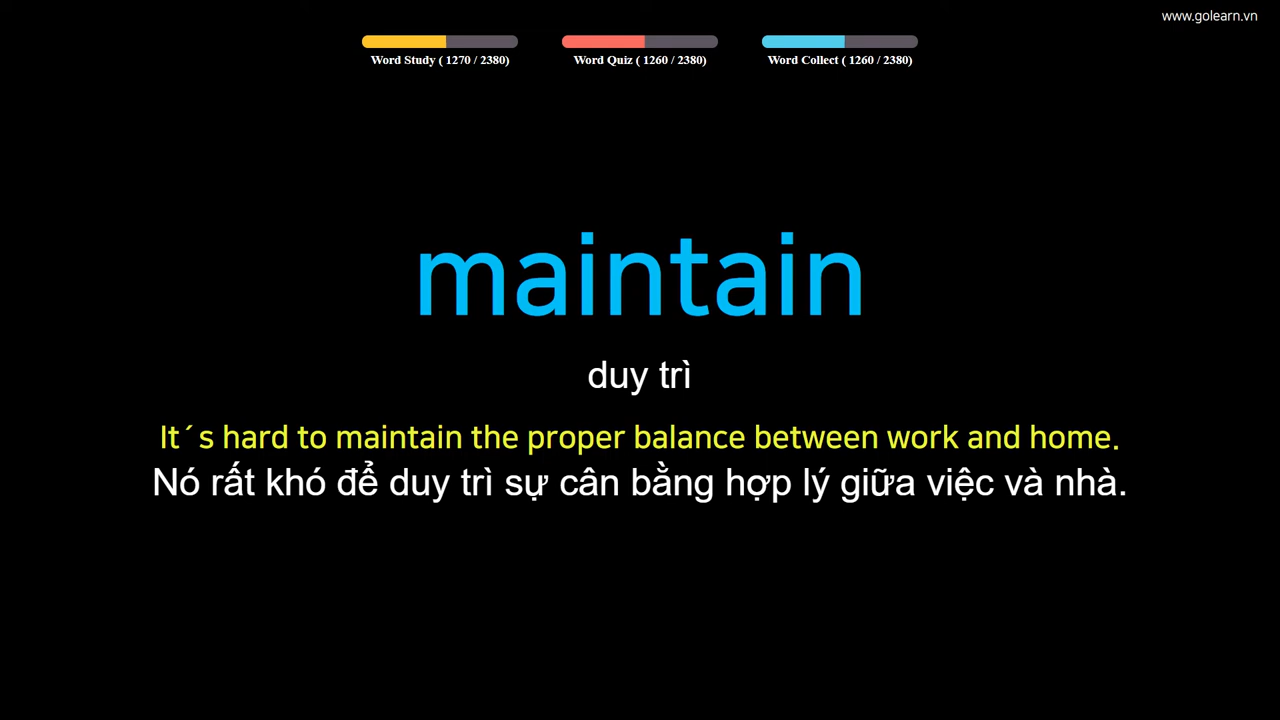 www.golearn.vn
Word Study ( 1270 / 2380) Word Quiz ( 1260 / 2380) Word Collect ( 1260 / 2380)
maintain
duy trì
It´s hard to maintain the proper balance between work and home.
Nó rất khó để duy trì sự cân bằng hợp lý giữa việc và nhà.